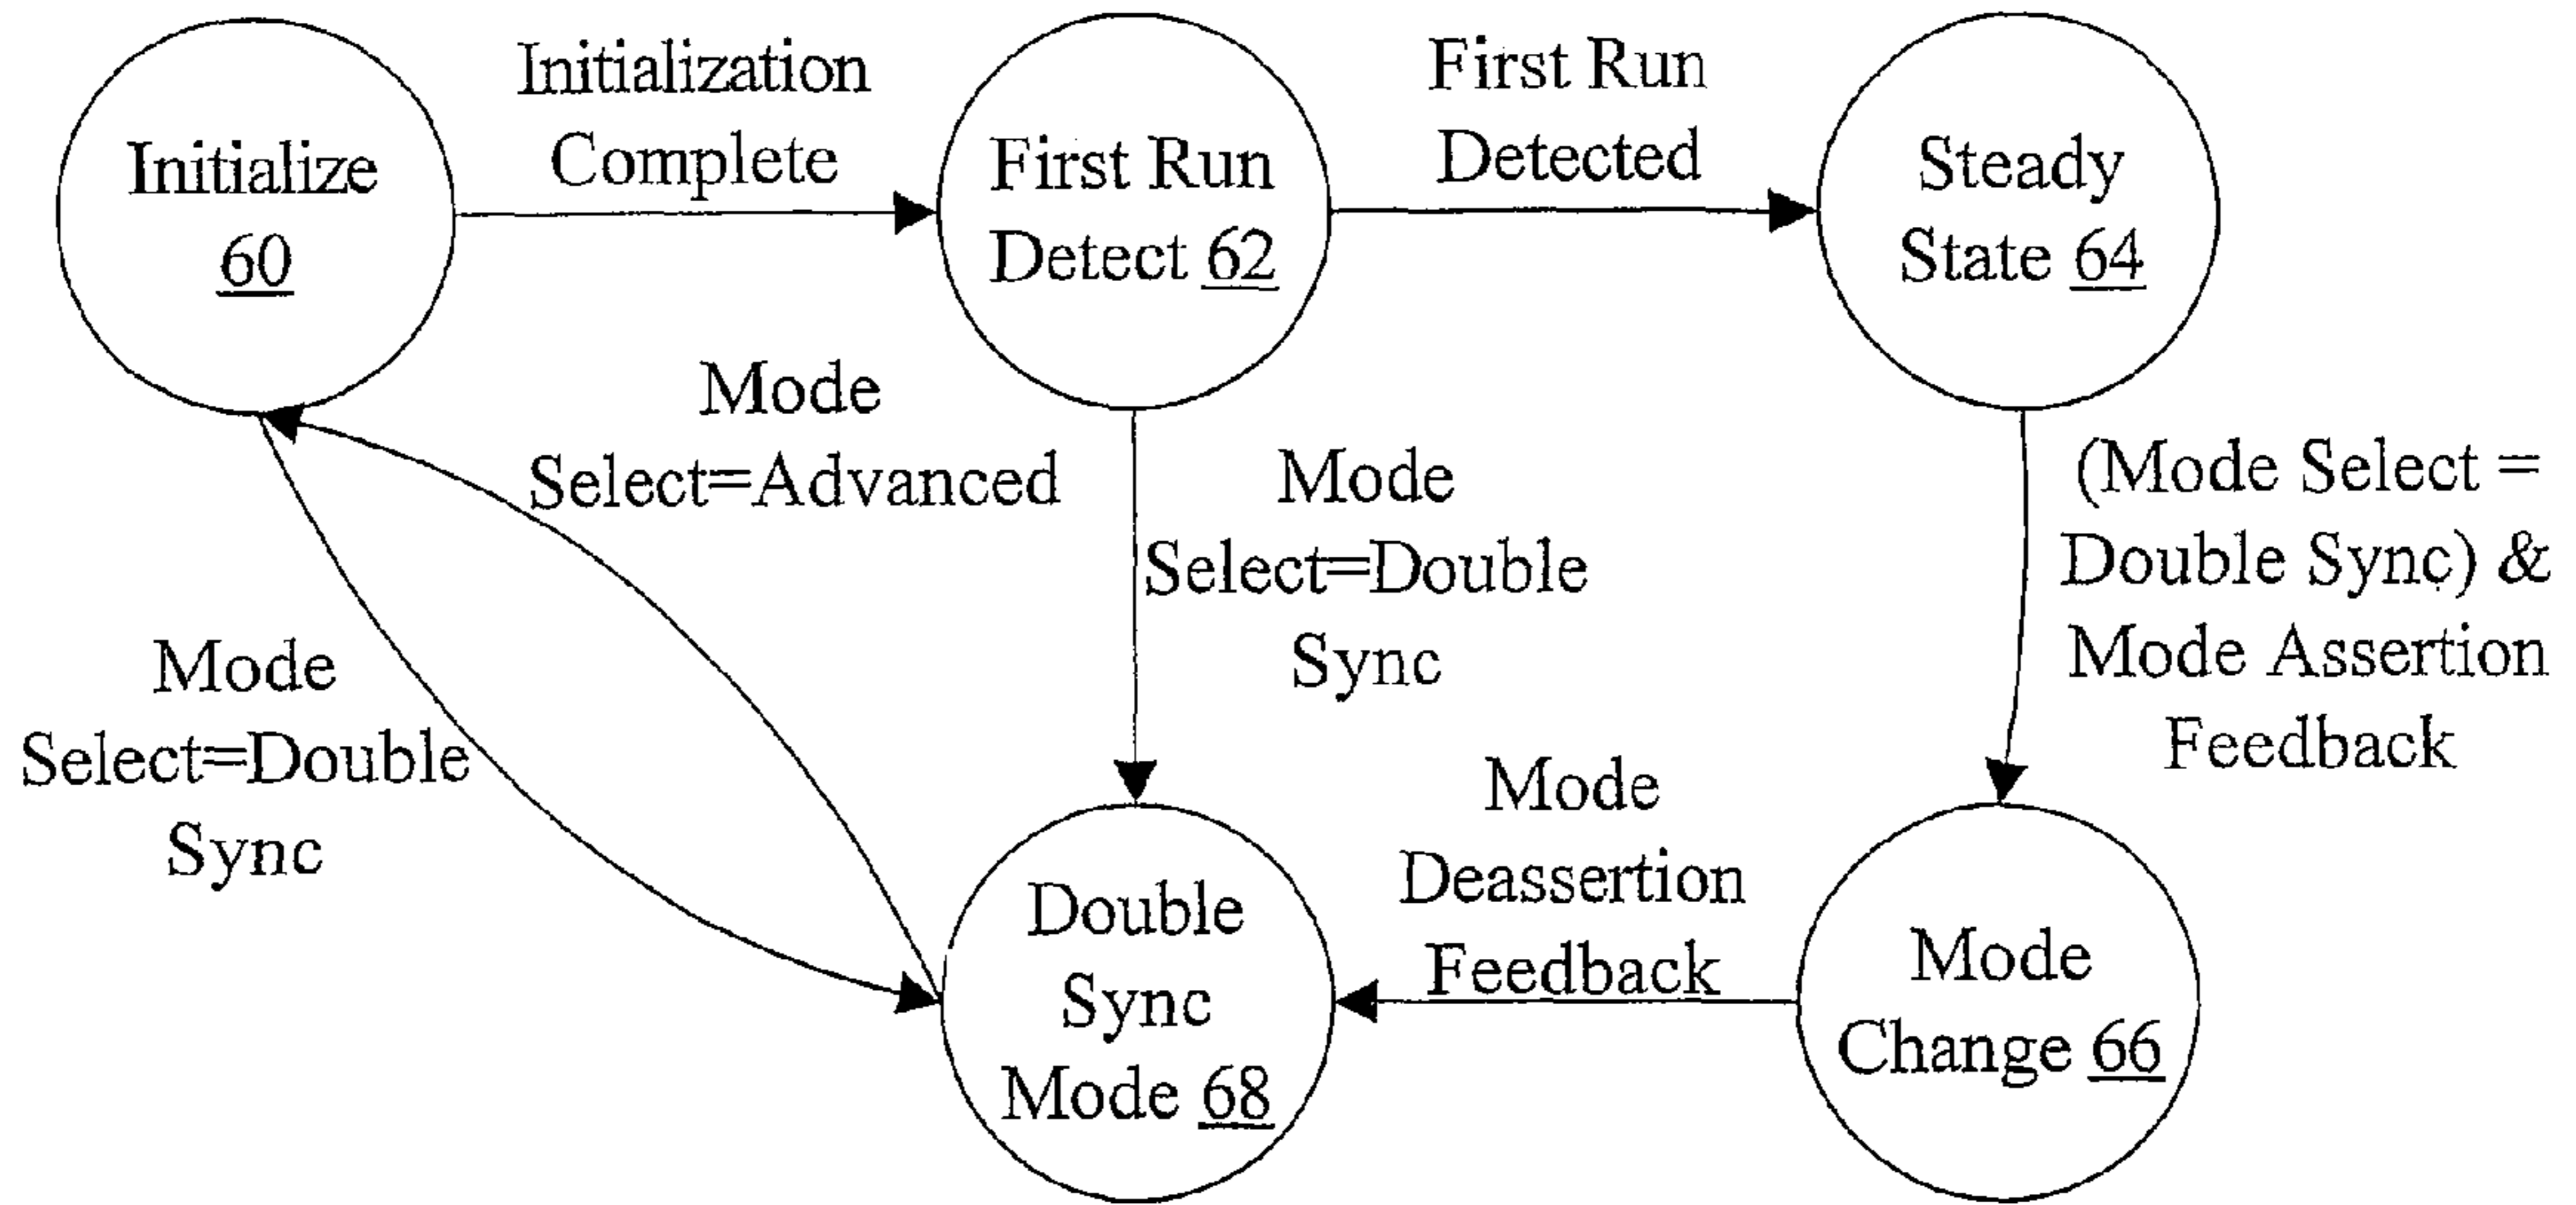 Initialize
60
Initialization
Complete
First Run
Detect 62
First Run
Detected
Steady
State 64
Mode
Select=Advanced
Mode
Select=Double
Sync
(Mode Select =
Double Sync) &
Mode Assertion
Feedback
Mode
Select=Double
Sync
Mode
Deassertion
Feedback
Double
Sync
Mode 68
Mode
Change 66